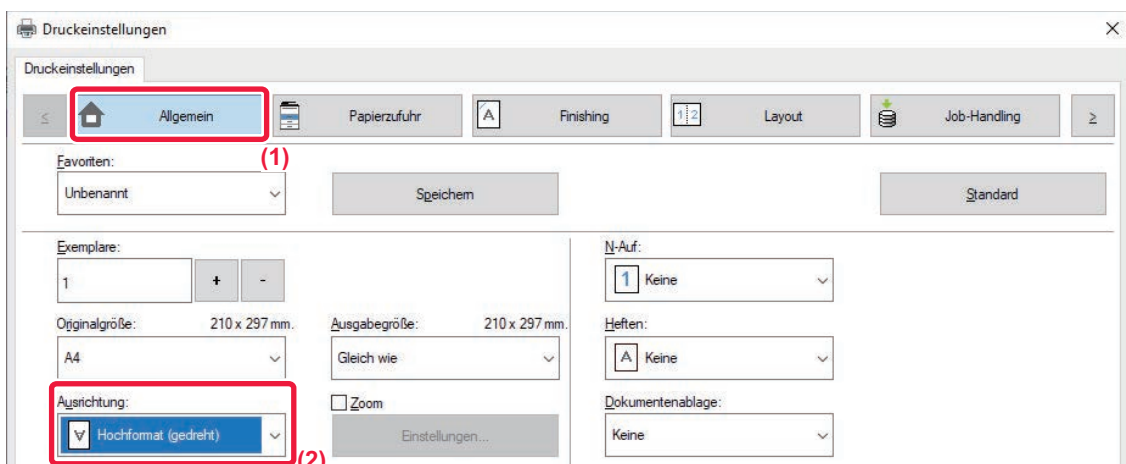 Druckeinstellungen
Druckeinstellungen
< Allgemein Papierzufuhr A Finishing 1 2 Layout Job-Handling >
(1)
Favoriten:
Unbenannt Speichern Standard
Exemplare: N-Auf:
1 + - 1 Keine
Originalgröße: 210 x 297 mm. Ausgabegröße: 210 x 297 mm. Heften:
A4 Gleich wie A Keine
Ausrichtung: Zoom Dokumentenablage:
A Hochformat (gedreht) Einstellungen... Keine
(2)